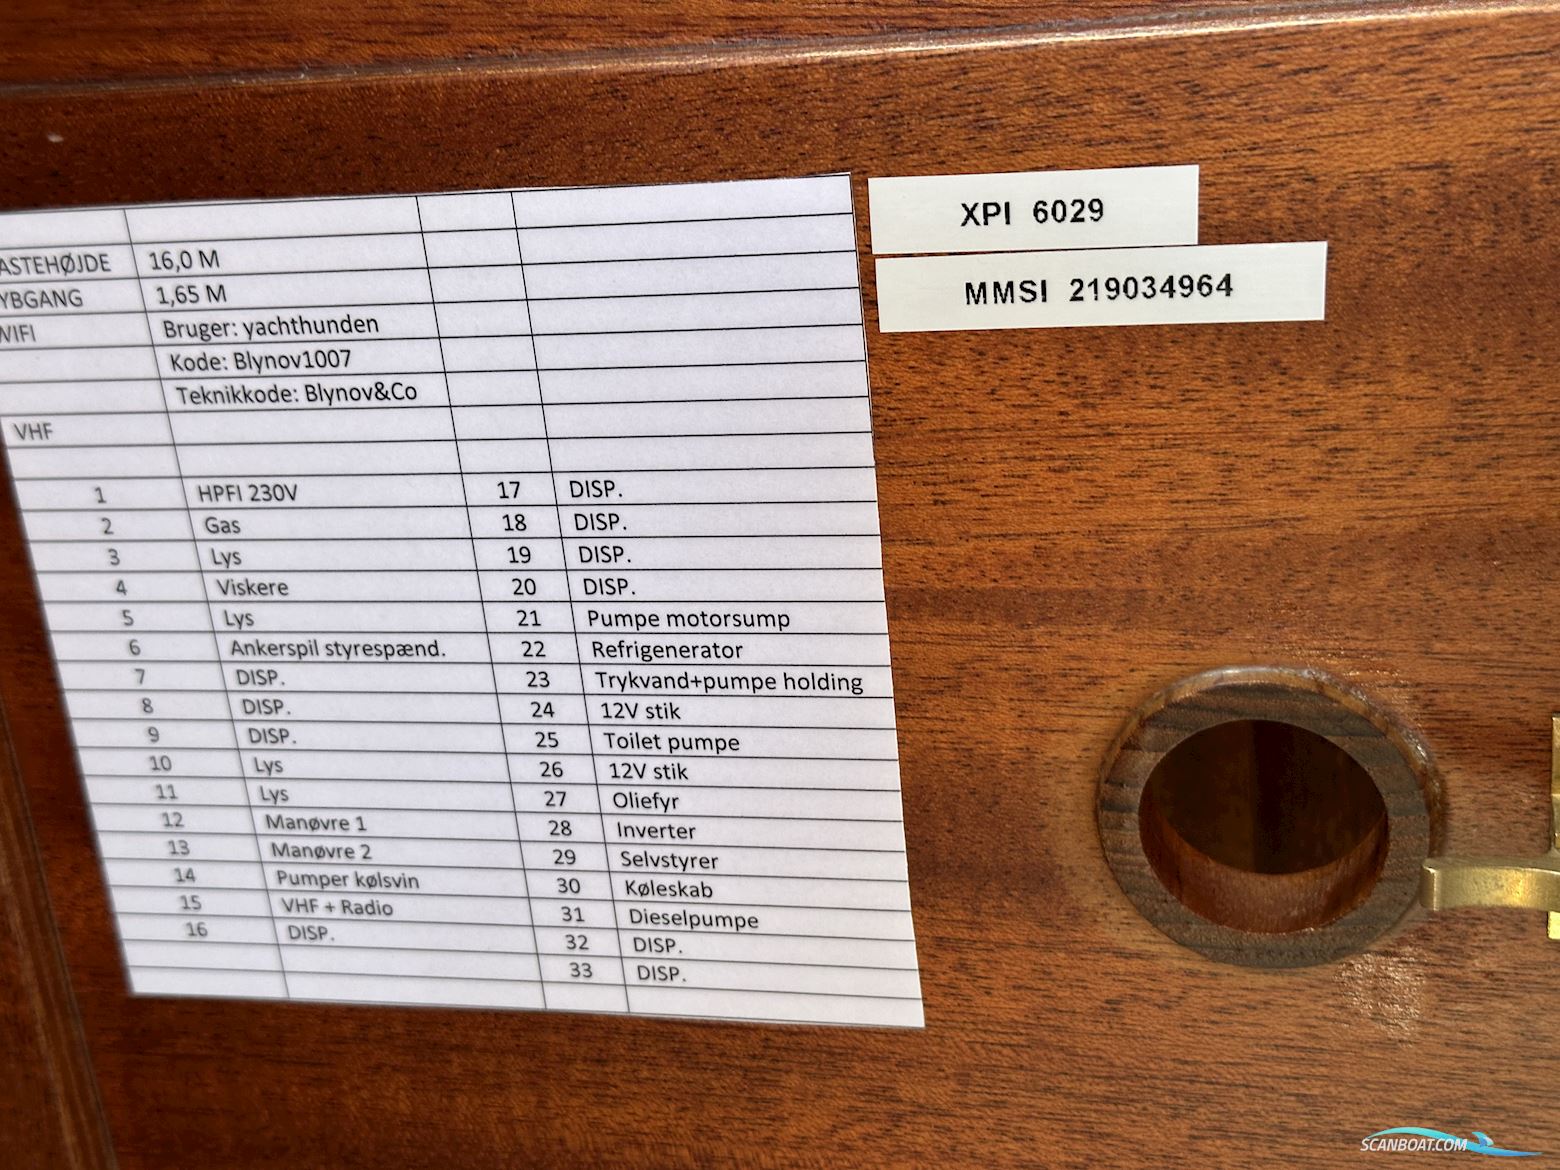 XPI 6029
MMSI 219034964
ASTEHØJDE 16,0 M
YBGANG 1,65 M
WIFI Bruger: yachthunden
Kode: Blynov1007
Teknikkode: Blynov&Co
VHF
1 HPFI 230V 17 DISP.
2 Gas 18 DISP.
3 Lys 19 DISP.
4 Viskere 20 DISP.
5 Lys 21 Pumpe motorsump
6 Ankerspil styrespænd. 22 Refrigenerator
7 DISP. 23 Trykvand+pumpe holding
8 DISP. 24 12V stik
9 DISP. 25 Toilet pumpe
10 Lys 26 12V stik
11 Lys 27 Oliefyr
12 Manøvre 1 28 Inverter
13 Manøvre 2 29 Selvstyrer
14 Pumper kølsvin 30 Køleskab
15 VHF + Radio 31 Dieselpumpe
16 DISP. 32 DISP.
33 DISP.
SCANBOAT.COM